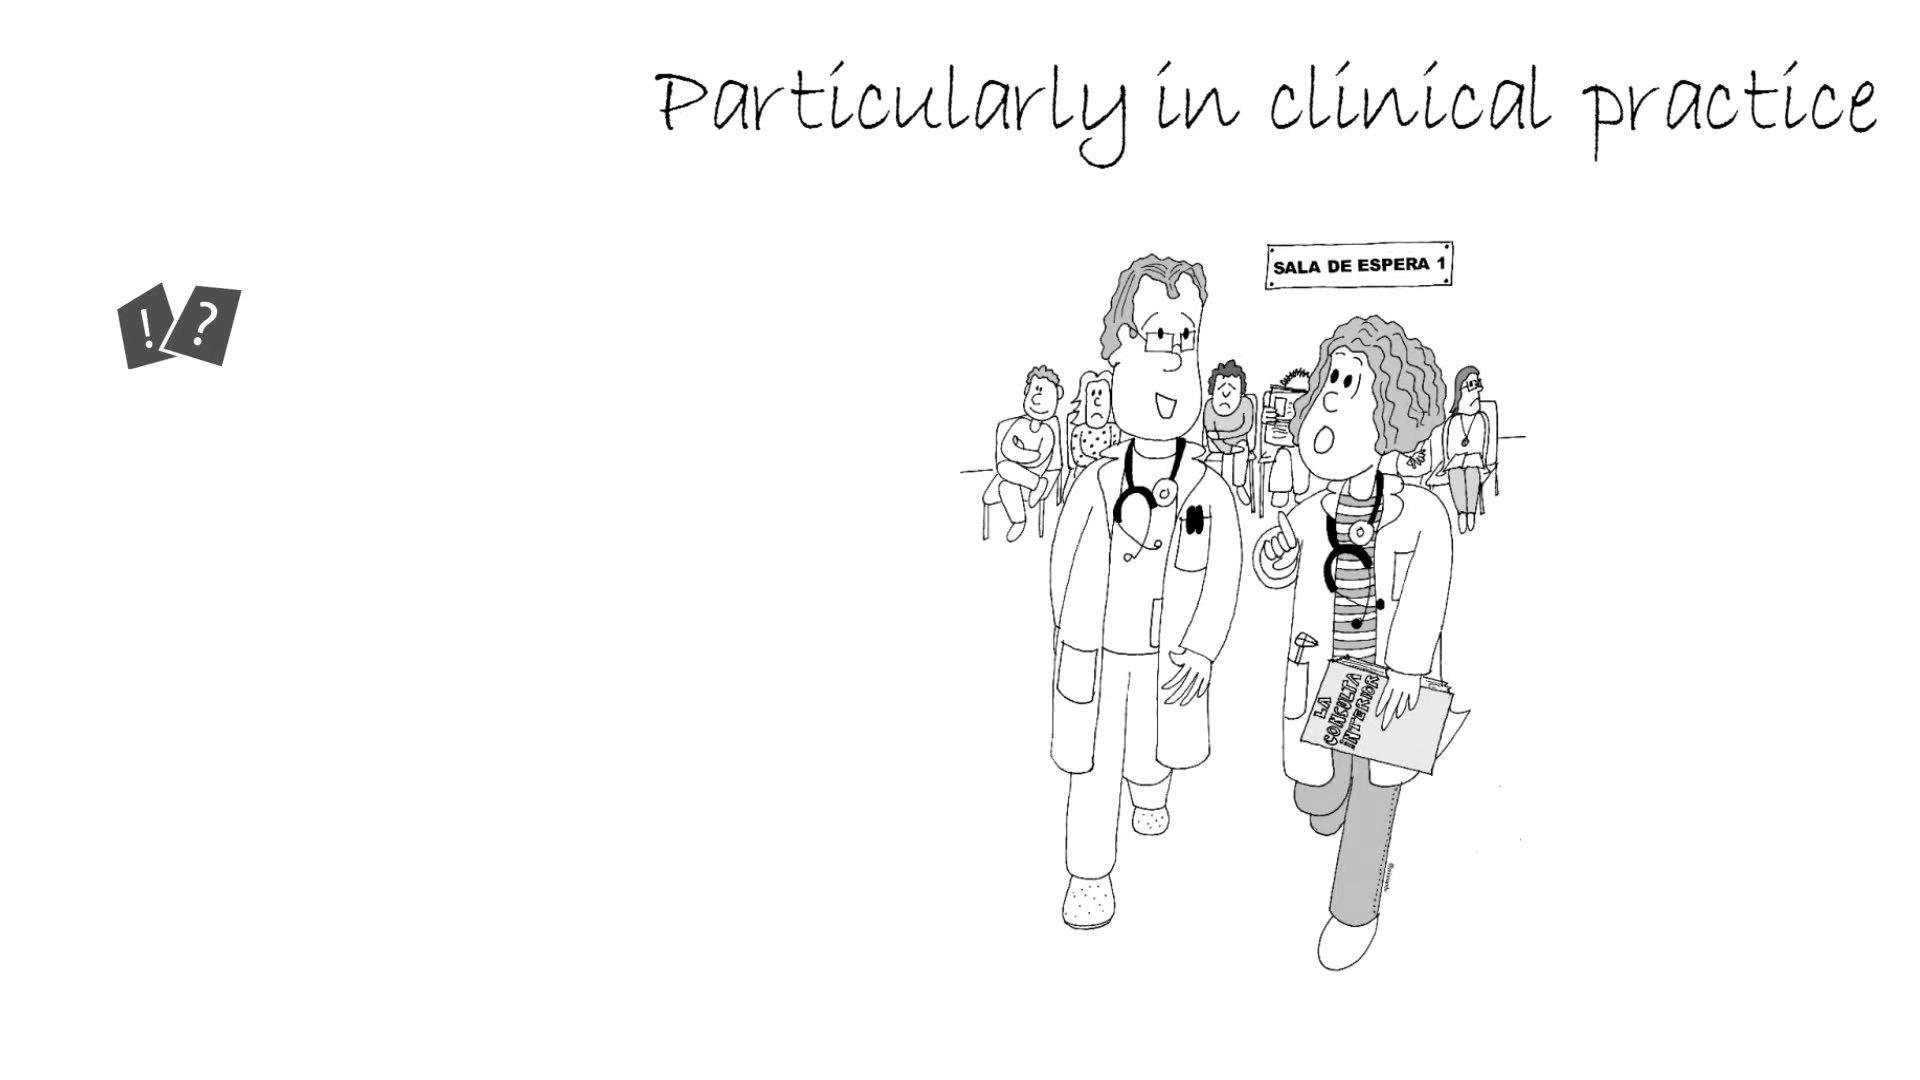 Particularly in clinical practice
! ?
SALA DE ESPERA 1
LA
CONSULTA
INTERIOR